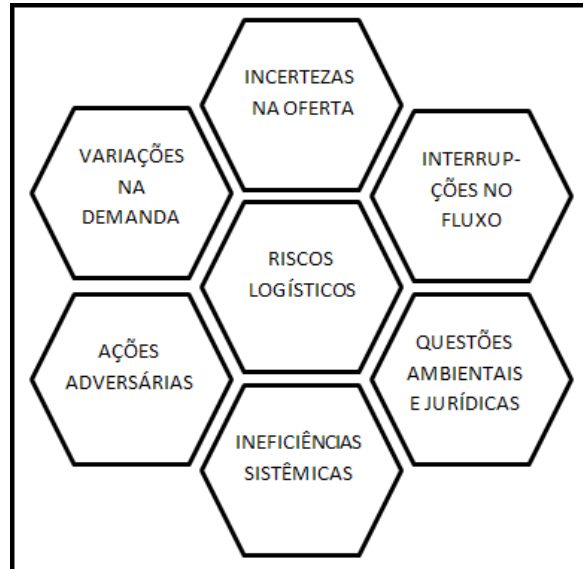 INCERTEZAS
NA OFERTA
VARIAÇÕES
NA
DEMANDA
INTERRUP-
ÇÕES NO
FLUXO
RISCOS
LOGÍSTICOS
AÇÕES
ADVERSÁRIAS
QUESTÕES
AMBIENTAIS
E JURÍDICAS
INEFICIÊNCIAS
SISTÊMICAS